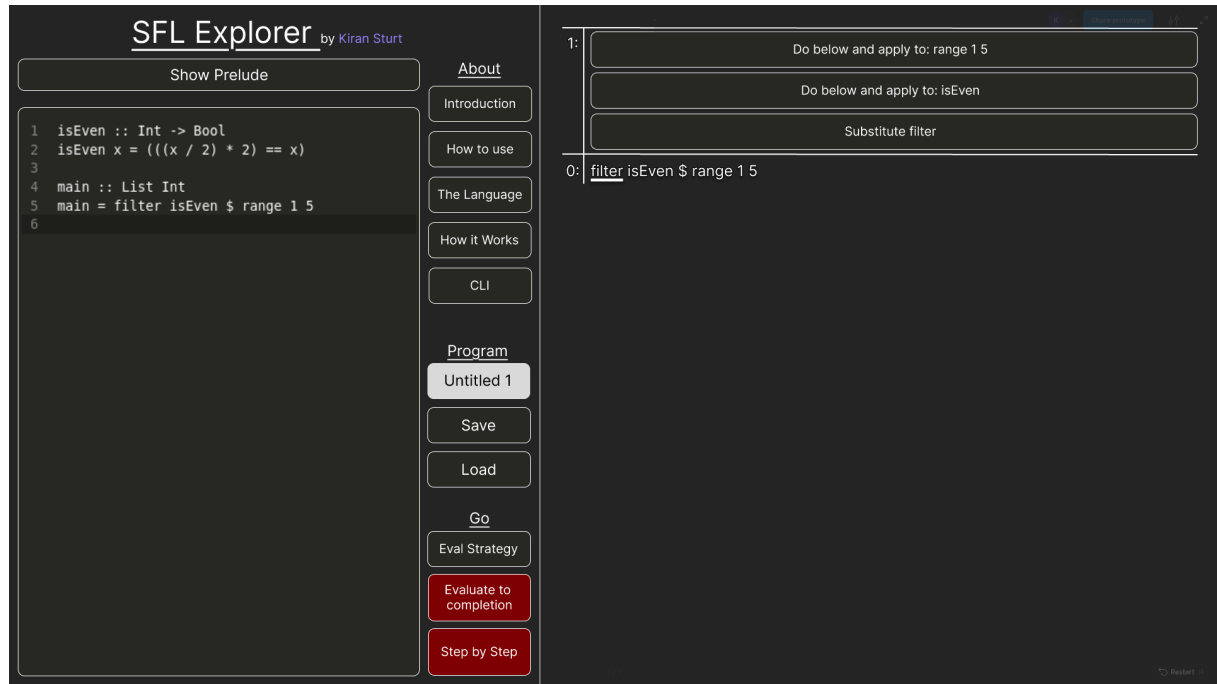 SFL Explorer by Kiran Sturt
Show Prelude
1 isEven :: Int -> Bool
2 isEven x = (((x / 2) * 2) == x)
3
4 main :: List Int
5 main = filter isEven $ range 1 5
6
About
Introduction
How to use
The Language
How it Works
CLI
Program
Untitled 1
Save
Load
Go
Eval Strategy
Evaluate to
completion
Step by Step
K
Share prototype
1:
Do below and apply to: range 1 5
Do below and apply to: isEven
Substitute filter
0: filter isEven $ range 1 5
Restart